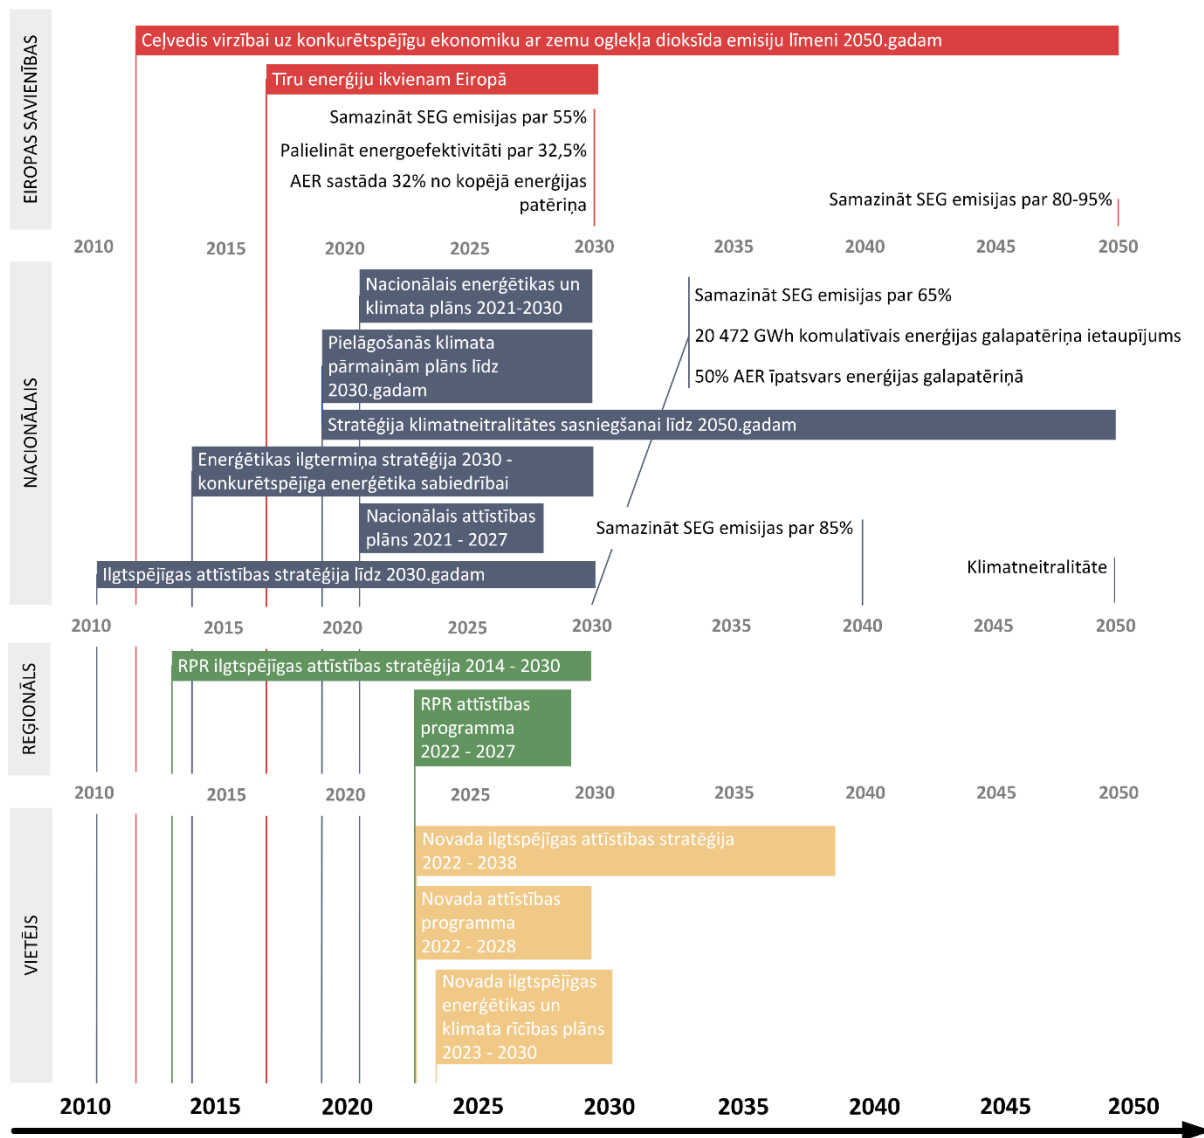 EIROPAS SAVIENĪBAS
Ceļvedis virzībai uz konkurētspējīgu ekonomiku ar zemu oglekļa dioksīda emisiju līmeni 2050.gadam
Tīru enerģiju ikvienam Eiropā
Samazināt SEG emisijas par 55%
Palielināt energoefektivitāti par 32,5%
AER sastāda 32% no kopējā enerģijas
patēriņa
Samazināt SEG emisijas par 80-95%
2010 2015 2020 2025 2030 2035 2040 2045 2050
NACIONĀLAIS
Nacionālais enerģētikas un
klimata plāns 2021-2030
Samazināt SEG emisijas par 65%
20 472 GWh komulatīvais enerģijas galapatēriņa ietaupījums
50% AER īpatsvars enerģijas galapatēriņā
Pielāgošanās klimata
pārmaiņām plāns līdz
2030.gadam
Stratēģija klimatneitralitātes sasniegšanai līdz 2050.gadam
Enerģētikas ilgtermiņa stratēģija 2030 -
konkurētspējīga enerģētika sabiedrībai
Nacionālais attīstības
plāns 2021 - 2027
Samazināt SEG emisijas par 85%
Klimatneitralitāte
Ilgtspējīgas attīstības stratēģija līdz 2030.gadam
2010 2015 2020 2025 2030 2035 2040 2045 2050
REĢIONĀLS
RPR ilgtspējīgas attīstības stratēģija 2014 - 2030
RPR attīstības
programma
2022 - 2027
2010 2015 2020 2025 2030 2035 2040 2045 2050
VIETĒJS
Novada ilgtspējīgas attīstības stratēģija
2022 - 2038
Novada attīstības
programma
2022 - 2028
Novada ilgtspējīgas
enerģētikas un
klimata rīcības plāns
2023 - 2030
2010 2015 2020 2025 2030 2035 2040 2045 2050